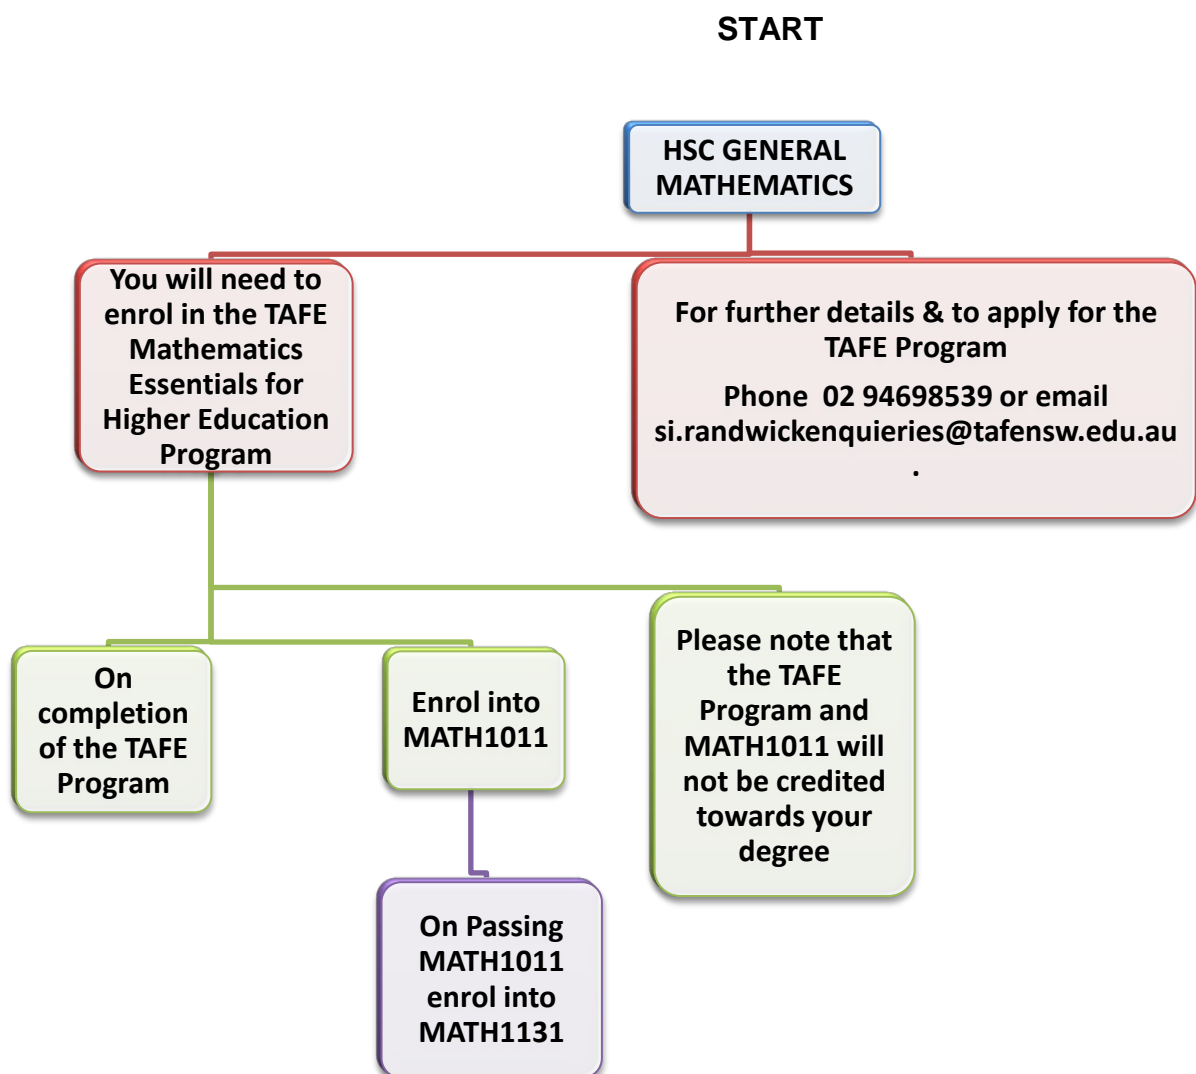 START
HSC GENERAL
MATHEMATICS
You will need to
enrol in the TAFE
Mathematics
Essentials for
Higher Education
Program
For further details & to apply for the
TAFE Program
Phone  02 94698539 or email
si.randwickenquieries@tafensw.edu.au
.
On
completion
of the TAFE
Program
Enrol into
MATH1011
Please note that
the TAFE
Program and
MATH1011 will
not be credited
towards your
degree
On Passing
MATH1011
enrol into
MATH1131